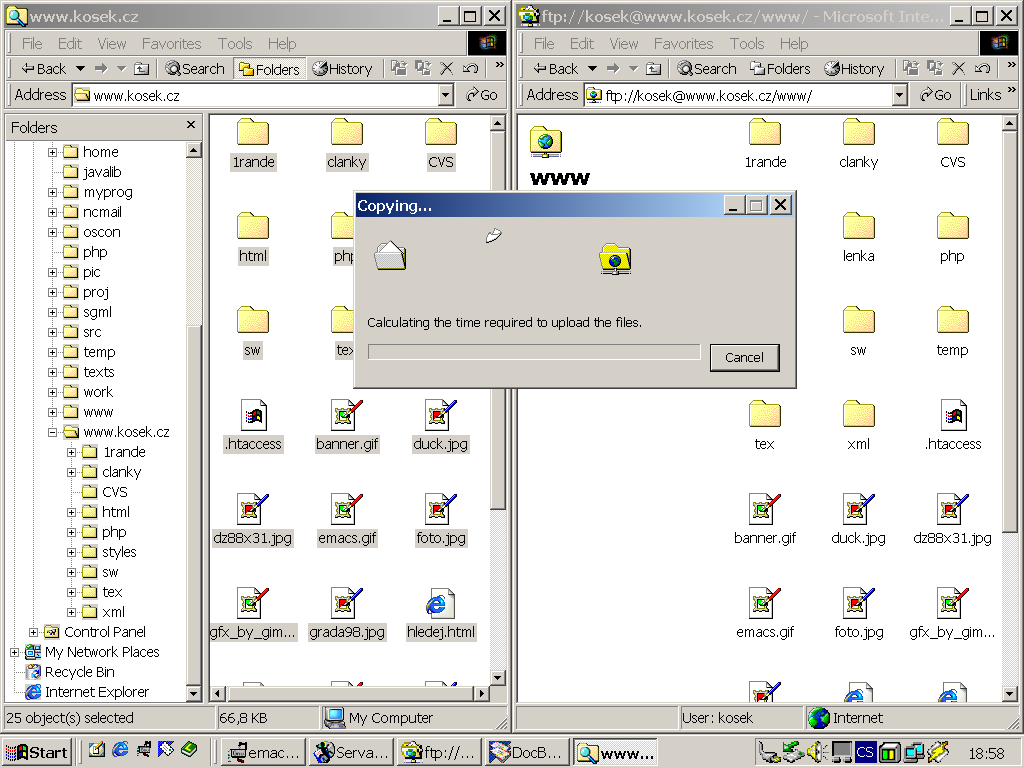 www.kosek.cz
File Edit View Favorites Tools Help
Back Search Folders History »
Address www.kosek.cz Go
Folders
home
javalib
myprog
ncmail
oscon
php
pic
proj
sgml
src
temp
texts
work
www
www.kosek.cz
1rande
clanky
CVS
html
php
styles
sw
tex
xml
Control Panel
My Network Places
Recycle Bin
Internet Explorer
1rande clanky CVS
html php
sw tex
.htaccess banner.gif duck.jpg
dz88x31.jpg emacs.gif foto.jpg
gfx_by_gim... grada98.jpg hledej.html
25 object(s) selected 66,8 KB My Computer
ftp://kosek@www.kosek.cz/www/ - Microsoft Inte...
File Edit View Favorites Tools Help
Back Search Folders History »
Address ftp://kosek@www.kosek.cz/www/ Go Links »
www
1rande clanky CVS
lenka php
sw temp
tex xml .htaccess
banner.gif duck.jpg dz88x31.jpg
emacs.gif foto.jpg gfx_by_gim...
User: kosek Internet
Copying...
Calculating the time required to upload the files.
Cancel
Start emac... Serva... ftp://... DocB... www... CS 18:58